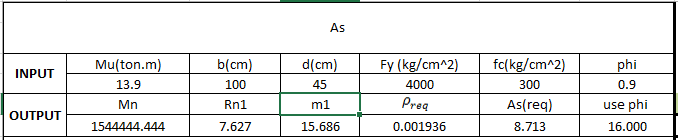 As
INPUT Mu(ton.m) b(cm) d(cm) Fy (kg/cm^2) fc(kg/cm^2) phi
13.9 100 45 4000 300 0.9
OUTPUT Mn Rn1 m1 ρreq As(req) use phi
1544444.444 7.627 15.686 0.001936 8.713 16.000